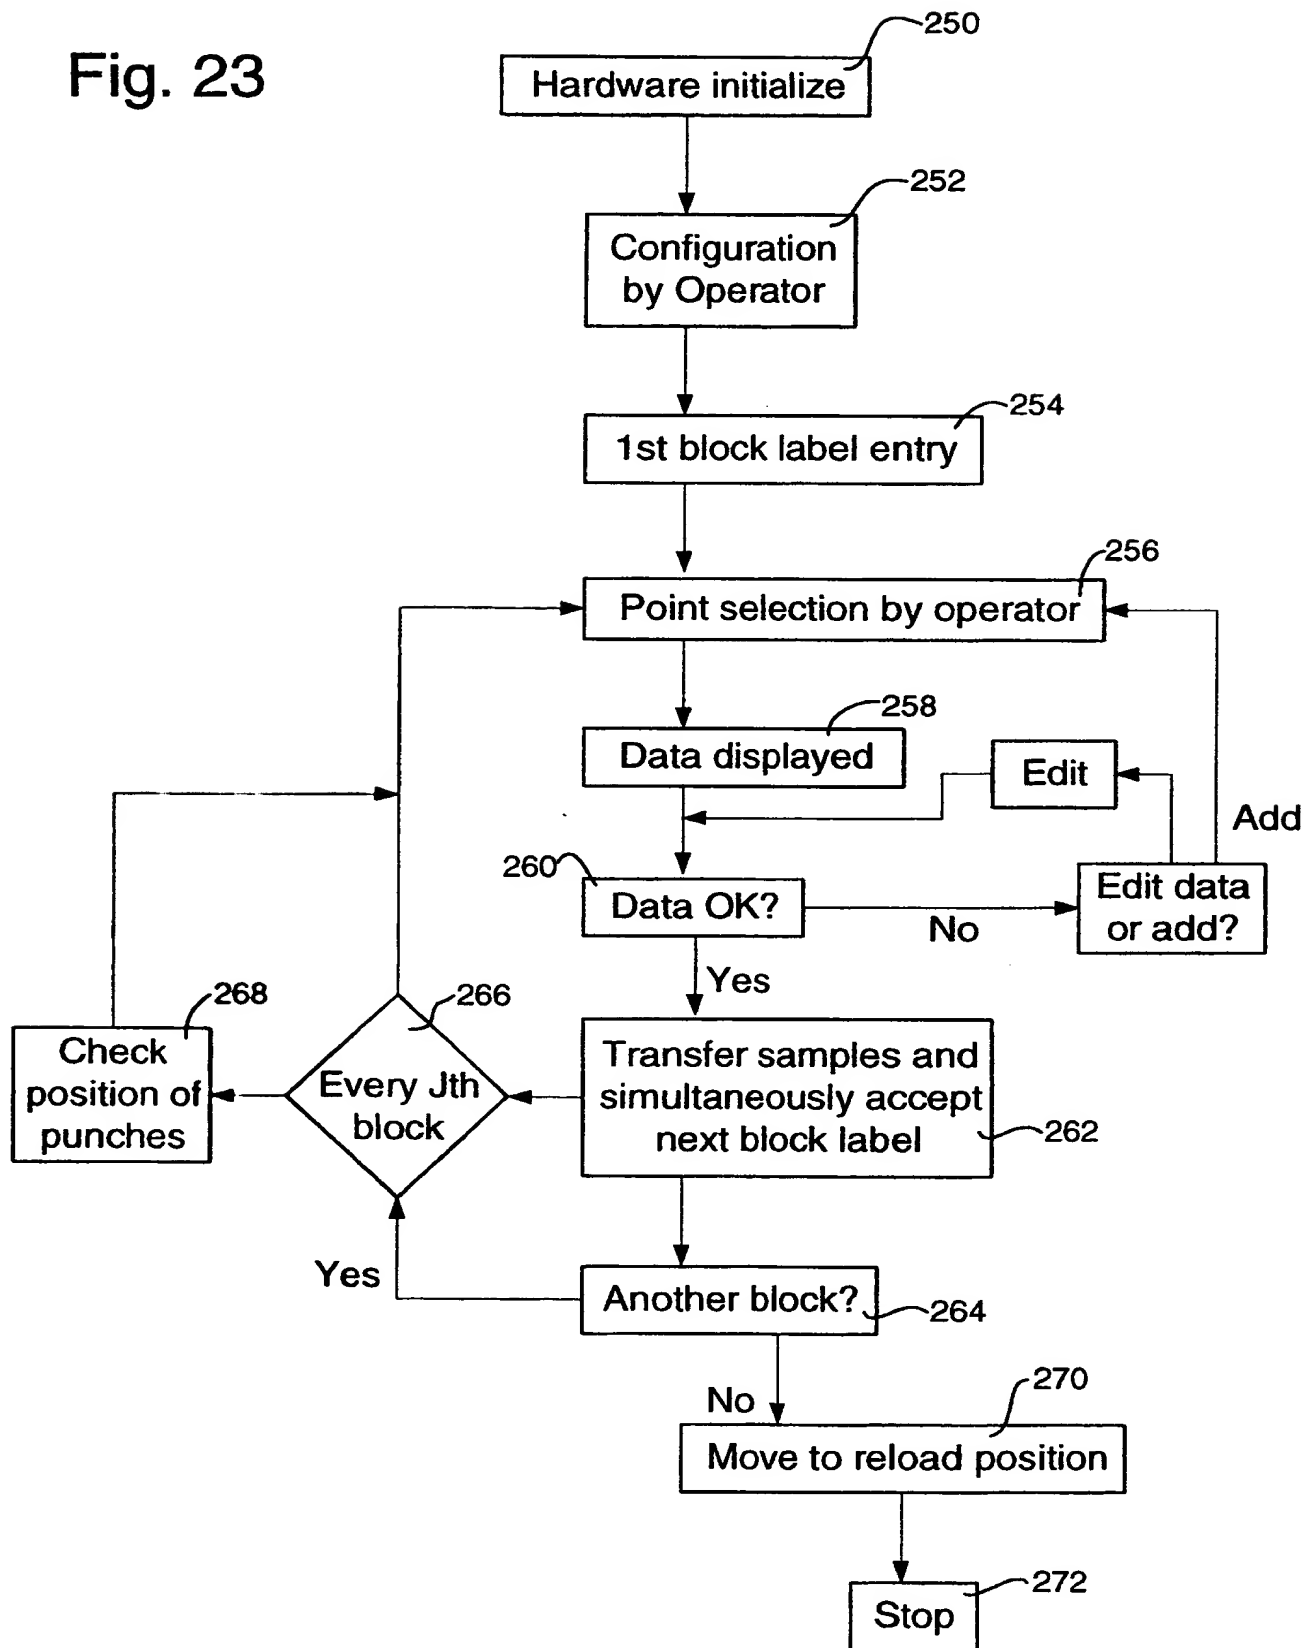 Fig. 23
250
Hardware initialize
252
Configuration
by Operator
254
1st block label entry
256
Point selection by operator
258
Data displayed
Edit
Add
260
Data OK?
No
Edit data
or add?
Yes
268
266
Check
position of
punches
Every Jth
block
Transfer samples and
simultaneously accept
next block label
262
Yes
Another block?
264
No
270
Move to reload position
272
Stop